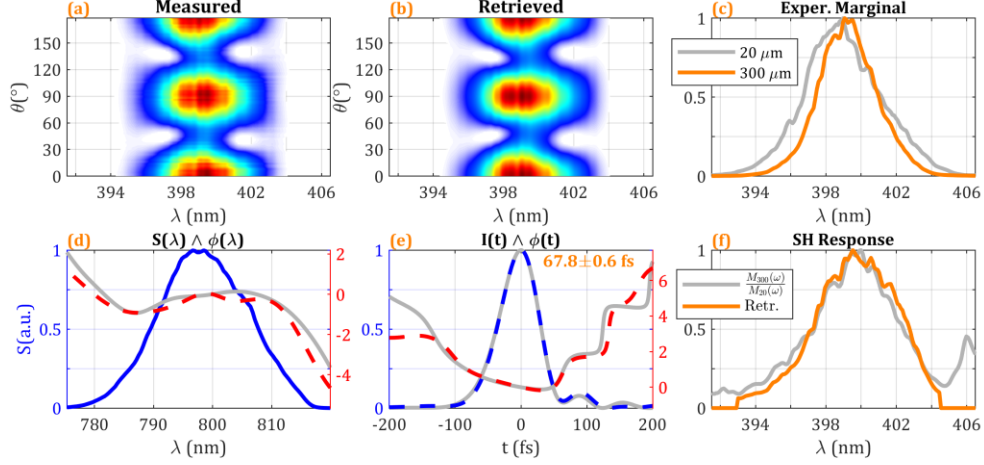 (a) Measured
170
150
120
90
60
30
0
θ(°)
394 398 402 406
λ (nm)
(b) Retrieved
170
150
120
90
60
30
0
θ(°)
394 398 402 406
λ (nm)
(c) Exper. Marginal
20 μm
300 μm
1
0.5
0
394 398 402 406
λ (nm)
(d) S(λ) ∧ ϕ(λ)
1
0.5
0
S(a.u.)
2
0
-2
-4
780 790 800 810
λ (nm)
(e) I(t) ∧ ϕ(t)
67.8±0.6 fs
1
0.5
0
6
4
2
0
-200 -100 0 100 200
t (fs)
(f) SH Response
M300(ω)
M20(ω)
Retr.
1
0.5
0
394 398 402 406
λ (nm)